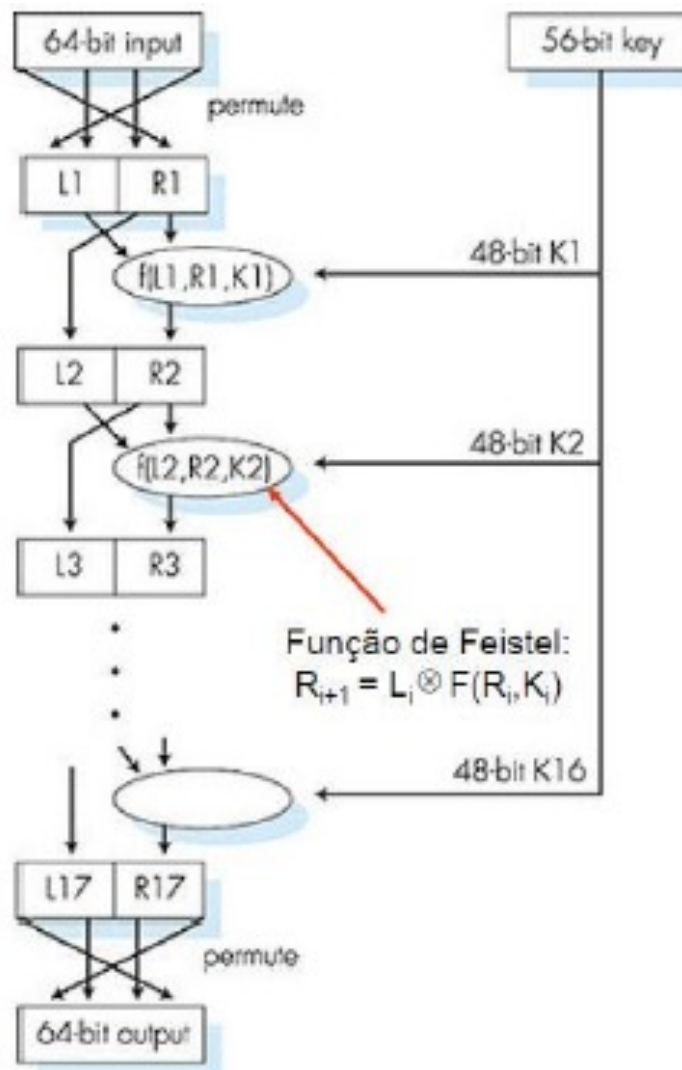 64-bit input
56-bit key
permute
L1 R1
48-bit K1
f(L1,R1,K1)
L2 R2
48-bit K2
f(L2,R2,K2)
L3 R3
Função de Feistel:
Rᵢ₊₁ = Lᵢ ⊗ F(Rᵢ,Kᵢ)
48-bit K16
L17 R17
permute
64-bit output